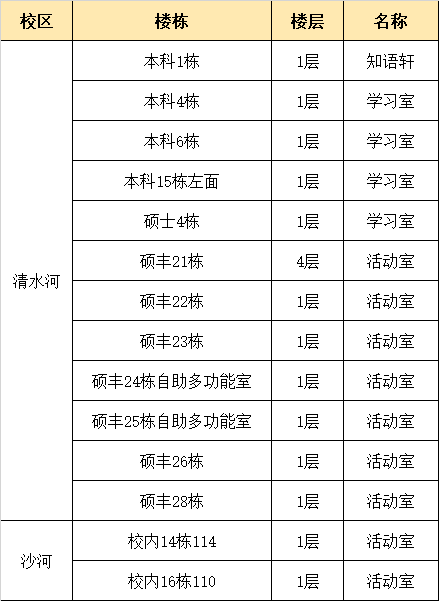 校区 楼栋 楼层 名称
本科1栋 1层 知语轩
本科4栋 1层 学习室
本科6栋 1层 学习室
本科15栋左面 1层 学习室
硕士4栋 1层 学习室
清水河 硕丰21栋 4层 活动室
硕丰22栋 1层 活动室
硕丰23栋 1层 活动室
硕丰24栋自助多功能室 1层 活动室
硕丰25栋自助多功能室 1层 活动室
硕丰26栋 1层 活动室
硕丰28栋 1层 活动室
沙河 校内14栋114 1层 活动室
校内16栋110 1层 活动室